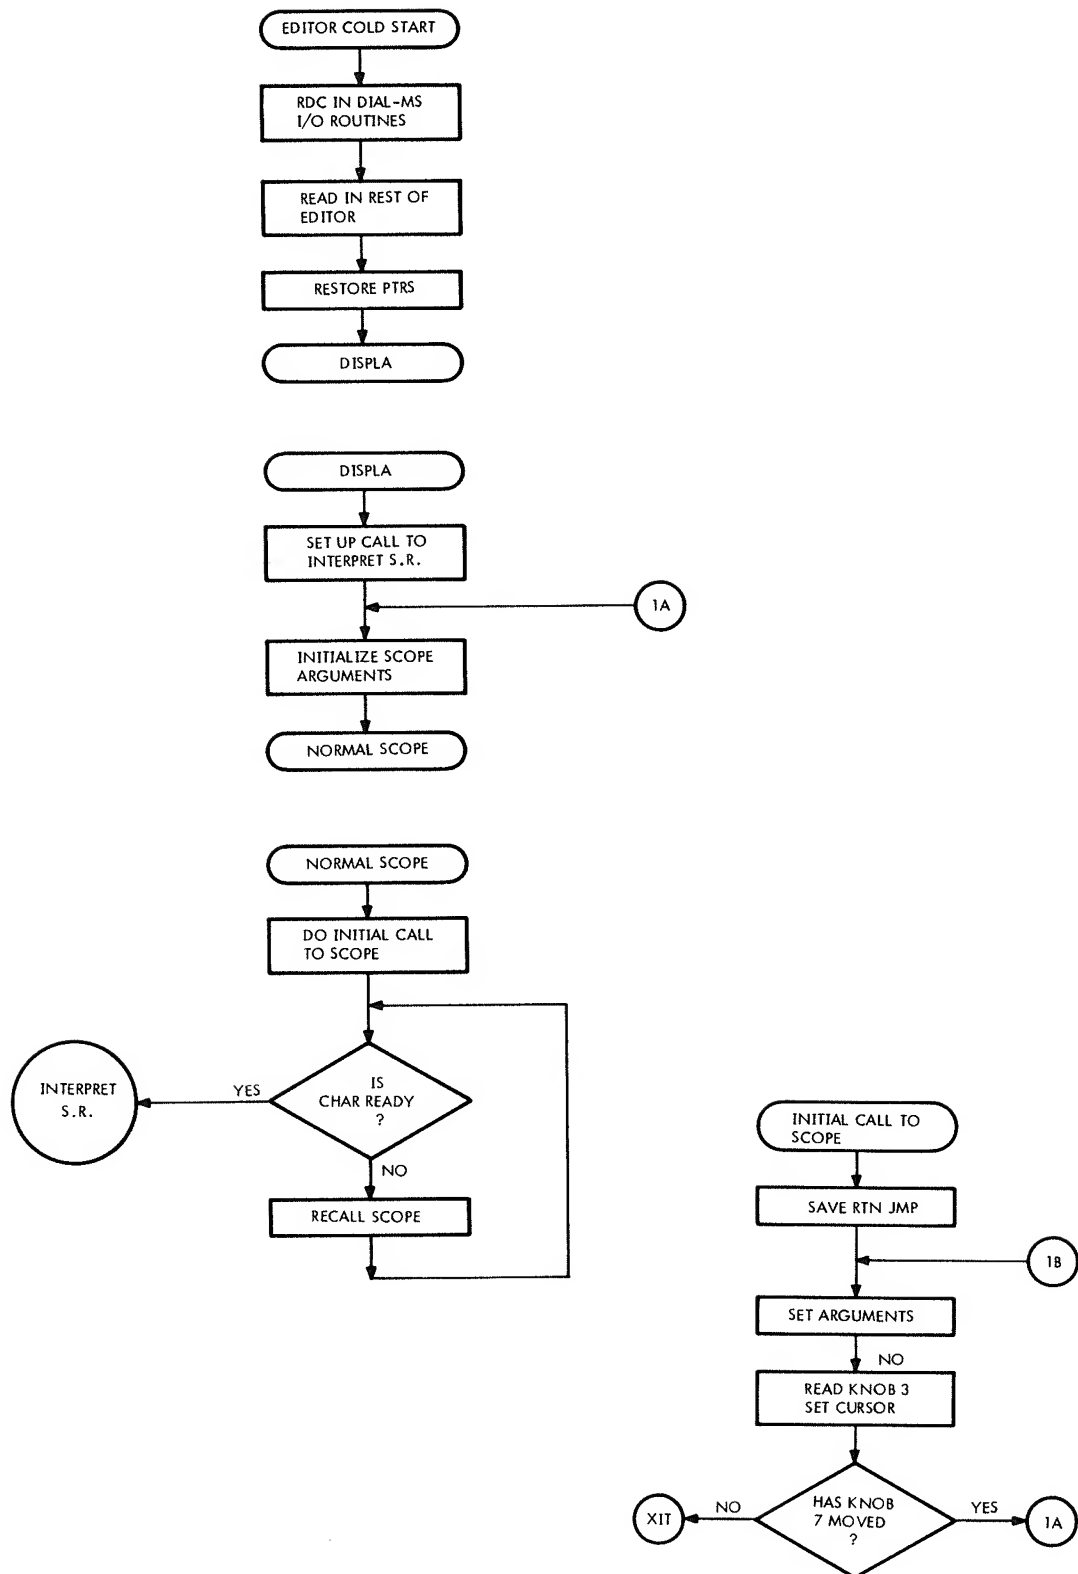 EDITOR COLD START
RDC IN DIAL-MS
I/O ROUTINES
READ IN REST OF
EDITOR
RESTORE PTRS
DISPLA
DISPLA
SET UP CALL TO
INTERPRET S.R.
1A
INITIALIZE SCOPE
ARGUMENTS
NORMAL SCOPE
NORMAL SCOPE
DO INITIAL CALL
TO SCOPE
IS
CHAR READY
?
YES
INTERPRET
S.R.
NO
RECALL SCOPE
INITIAL CALL TO
SCOPE
SAVE RTN JMP
1B
SET ARGUMENTS
NO
READ KNOB 3
SET CURSOR
HAS KNOB
7 MOVED
?
NO
XIT
YES
1A